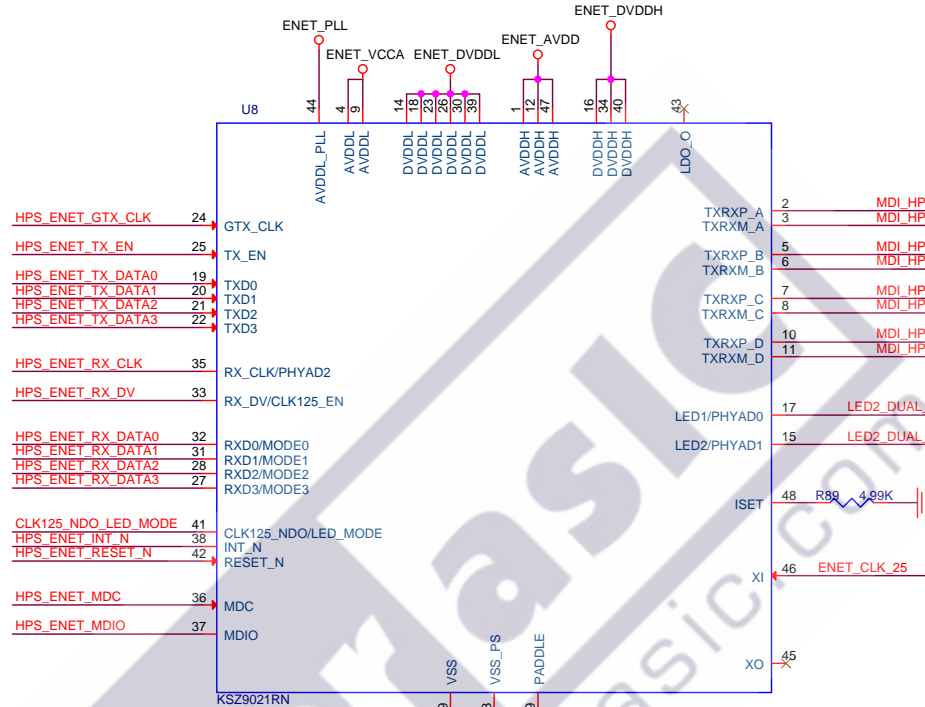 ENET_DVDDH
ENET_PLL
ENET_VCCA
ENET_DVDDL
ENET_AVDD
U8
44
4
9
14
18
23
26
30
39
1
12
47
16
34
40
43
AVDDL_PLL
AVDDL
AVDDL
DVDDL
DVDDL
DVDDL
DVDDL
DVDDL
DVDDL
AVDDH
AVDDH
AVDDH
DVDDH
DVDDH
DVDDH
LDO_O
HPS_ENET_GTX_CLK 24 GTX_CLK
HPS_ENET_TX_EN 25 TX_EN
HPS_ENET_TX_DATA0 19 TXD0
HPS_ENET_TX_DATA1 20 TXD1
HPS_ENET_TX_DATA2 21 TXD2
HPS_ENET_TX_DATA3 22 TXD3
HPS_ENET_RX_CLK 35 RX_CLK/PHYAD2
HPS_ENET_RX_DV 33 RX_DV/CLK125_EN
HPS_ENET_RX_DATA0 32 RXD0/MODE0
HPS_ENET_RX_DATA1 31 RXD1/MODE1
HPS_ENET_RX_DATA2 28 RXD2/MODE2
HPS_ENET_RX_DATA3 27 RXD3/MODE3
CLK125_NDO_LED_MODE 41 CLK125_NDO/LED_MODE
HPS_ENET_INT_N 38 INT_N
HPS_ENET_RESET_N 42 RESET_N
HPS_ENET_MDC 36 MDC
HPS_ENET_MDIO 37 MDIO
TXRXP_A 2 MDI_HP
TXRXM_A 3 MDI_HP
TXRXP_B 5 MDI_HP
TXRXM_B 6 MDI_HP
TXRXP_C 7 MDI_HP
TXRXM_C 8 MDI_HP
TXRXP_D 10 MDI_HP
TXRXM_D 11 MDI_HP
LED1/PHYAD0 17 LED2_DUAL_
LED2/PHYAD1 15 LED2_DUAL_
ISET 48 R89 4.99K
XI 46 ENET_CLK_25
XO 45
VSS
VSS_PS
PADDLE
KSZ9021RN
rasic
asic.com